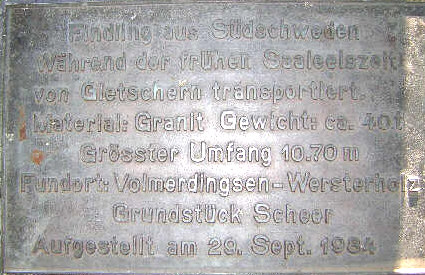 Findling aus Südschweden
Während der frühen Saaleeiszeit
von Gletschern transportiert.
Material: Granit Gewicht: ca. 40 t
Grösster Umfang 10.70 m
Fundort: Volmerdingsen-Wersterholz
Grundstück Scheer
Aufgestellt am 29. Sept. 1984